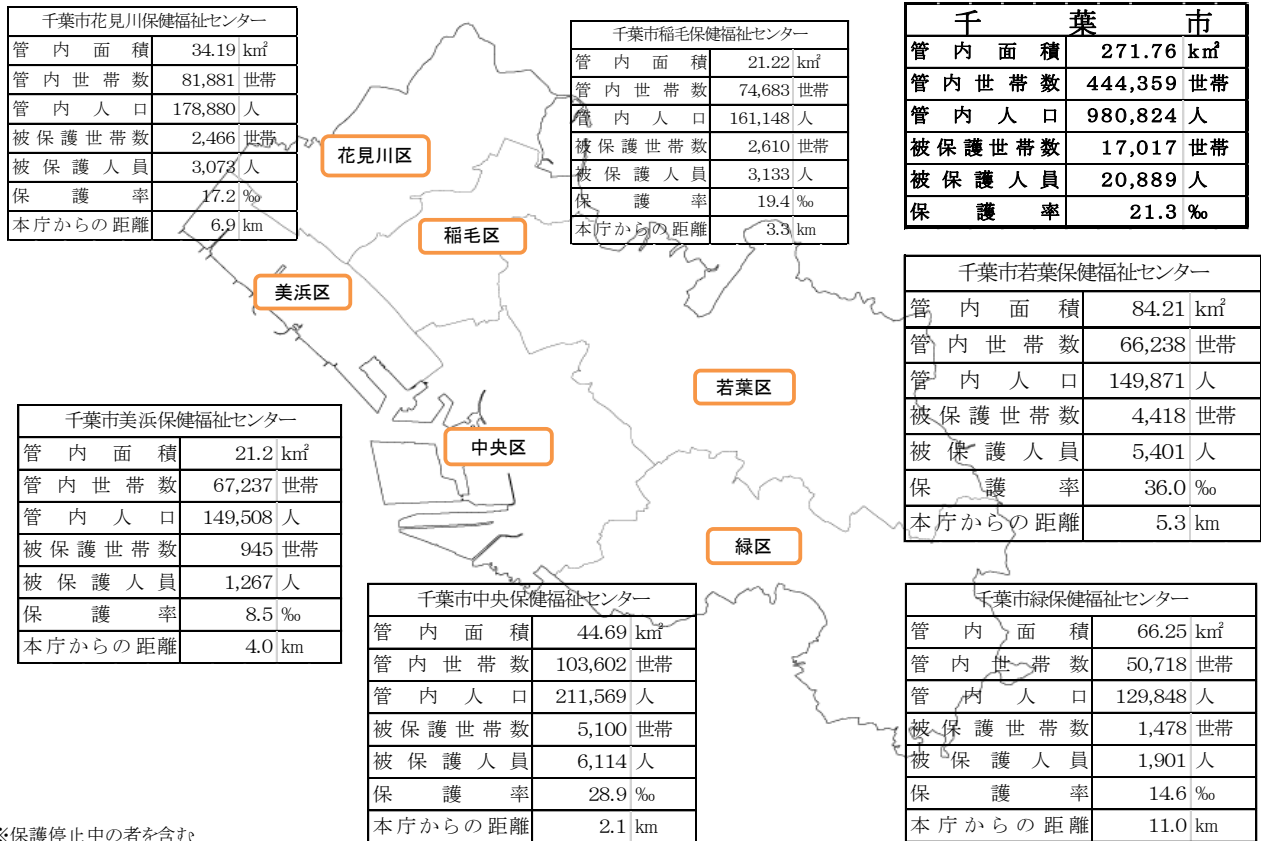 千葉市花見川保健福祉センター
管内面積 34.19 km²
管内世帯数 81,881 世帯
管内人口 178,880 人
被保護世帯数 2,466 世帯
被保護人員 3,073 人
保護率 17.2 ‰
本庁からの距離 6.9 km
千葉市稲毛保健福祉センター
管内面積 21.22 km²
管内世帯数 74,683 世帯
管内人口 161,148 人
被保護世帯数 2,610 世帯
被保護人員 3,133 人
保護率 19.4 ‰
本庁からの距離 3.3 km
千葉市
管内面積 271.76 km²
管内世帯数 444,359 世帯
管内人口 980,824 人
被保護世帯数 17,017 世帯
被保護人員 20,889 人
保護率 21.3 ‰
花見川区
稲毛区
美浜区
若葉区
中央区
緑区
千葉市若葉保健福祉センター
管内面積 84.21 km²
管内世帯数 66,238 世帯
管内人口 149,871 人
被保護世帯数 4,418 世帯
被保護人員 5,401 人
保護率 36.0 ‰
本庁からの距離 5.3 km
千葉市美浜保健福祉センター
管内面積 21.2 km²
管内世帯数 67,237 世帯
管内人口 149,508 人
被保護世帯数 945 世帯
被保護人員 1,267 人
保護率 8.5 ‰
本庁からの距離 4.0 km
千葉市中央保健福祉センター
管内面積 44.69 km²
管内世帯数 103,602 世帯
管内人口 211,569 人
被保護世帯数 5,100 世帯
被保護人員 6,114 人
保護率 28.9 ‰
本庁からの距離 2.1 km
千葉市緑保健福祉センター
管内面積 66.25 km²
管内世帯数 50,718 世帯
管内人口 129,848 人
被保護世帯数 1,478 世帯
被保護人員 1,901 人
保護率 14.6 ‰
本庁からの距離 11.0 km
※保護停止中の者を含む